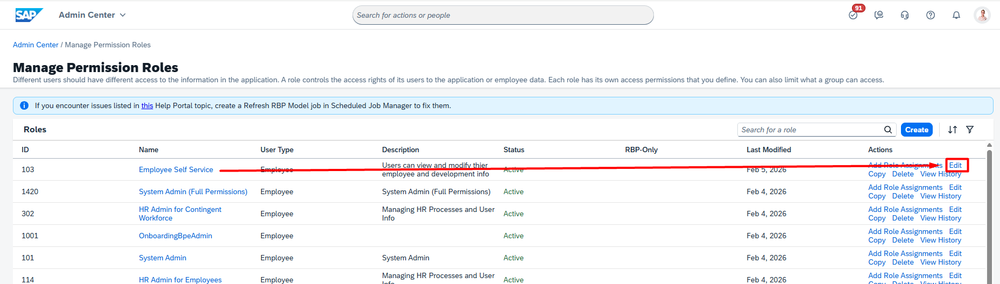 SAP Admin Center Search for actions or people 91
Admin Center / Manage Permission Roles
Manage Permission Roles
Different users should have different access to the information in the application. A role controls the access rights of its users to the application or employee data. Each role has its own access permissions that you define. You can also limit what a group can access.
If you encounter issues listed in this Help Portal topic, create a Refresh RBP Model job in Scheduled Job Manager to fix them.
Roles Search for a role Create
ID Name User Type Description Status RBP-Only Last Modified Actions
103 Employee Self Service Employee Users can view and modify thier employee and development info Active Feb 5, 2026 Add Role Assignments Edit Copy Delete View History
1420 System Admin (Full Permissions) Employee System Admin (Full Permissions) Active Feb 4, 2026 Add Role Assignments Edit Copy Delete View History
302 HR Admin for Contingent Workforce Employee Managing HR Processes and User Info Active Feb 4, 2026 Add Role Assignments Edit Copy Delete View History
1001 OnboardingBpeAdmin Employee Active Feb 4, 2026 Add Role Assignments Edit Copy Delete View History
101 System Admin Employee System Admin Active Feb 4, 2026 Add Role Assignments Edit Copy Delete View History
114 HR Admin for Employees Employee Managing HR Processes and User Info Active Feb 4, 2026 Add Role Assignments Edit Copy Delete View History